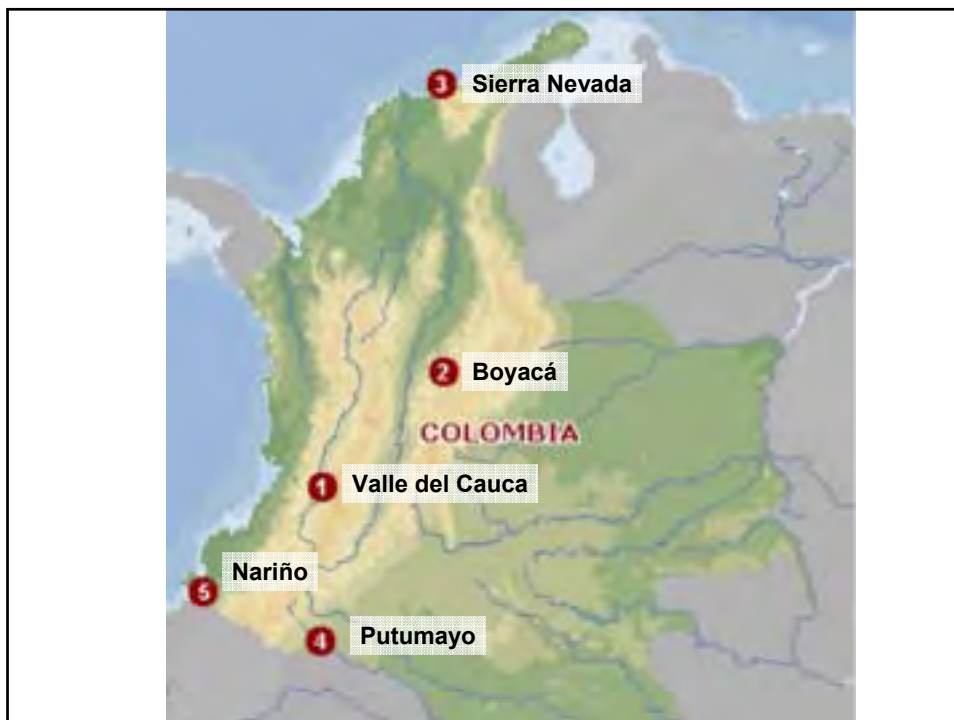 3 Sierra Nevada
2 Boyacá
COLOMBIA
1 Valle del Cauca
Nariño
5
4 Putumayo